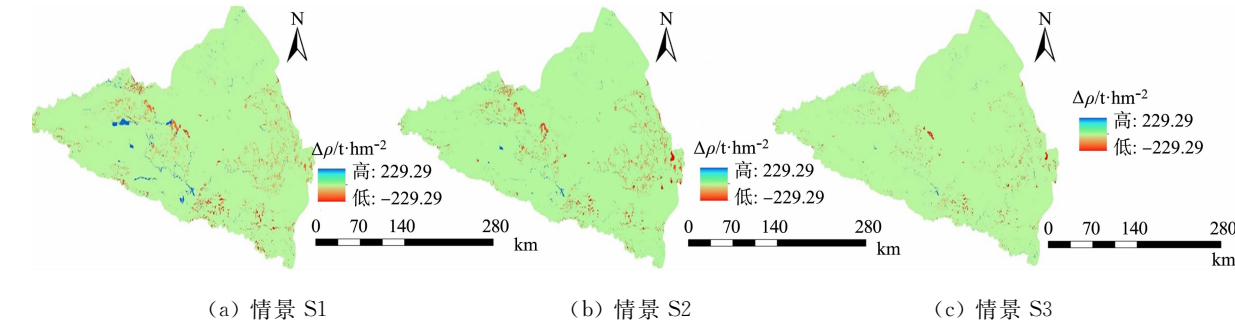 N
Δρ/t·hm⁻²
高: 229.29
低: −229.29
0 70 140 280
km
(a) 情景 S1
N
Δρ/t·hm⁻²
高: 229.29
低: −229.29
0 70 140 280
km
(b) 情景 S2
N
Δρ/t·hm⁻²
高: 229.29
低: −229.29
0 70 140 280
km
(c) 情景 S3